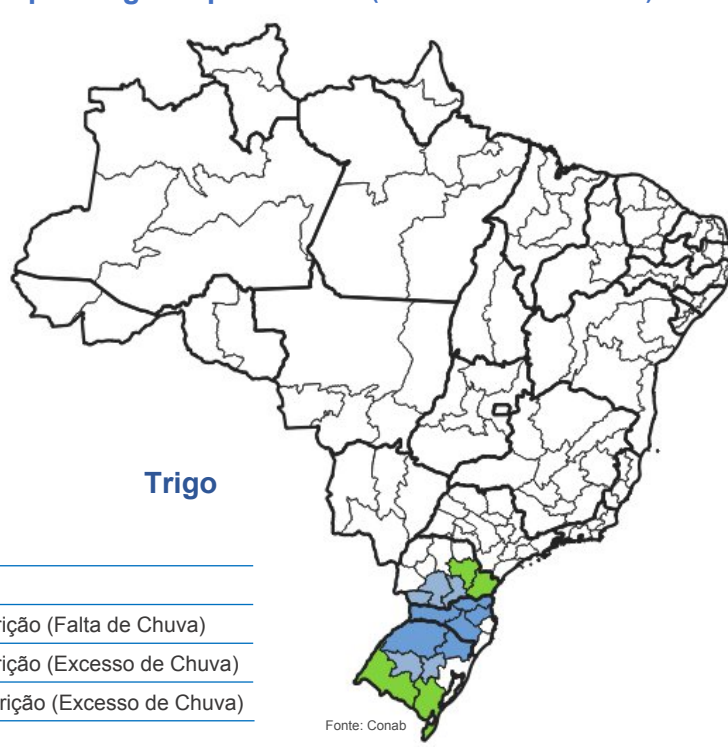 Trigo
rição (Falta de Chuva)
rição (Excesso de Chuva)
rição (Excesso de Chuva)
Fonte: Conab